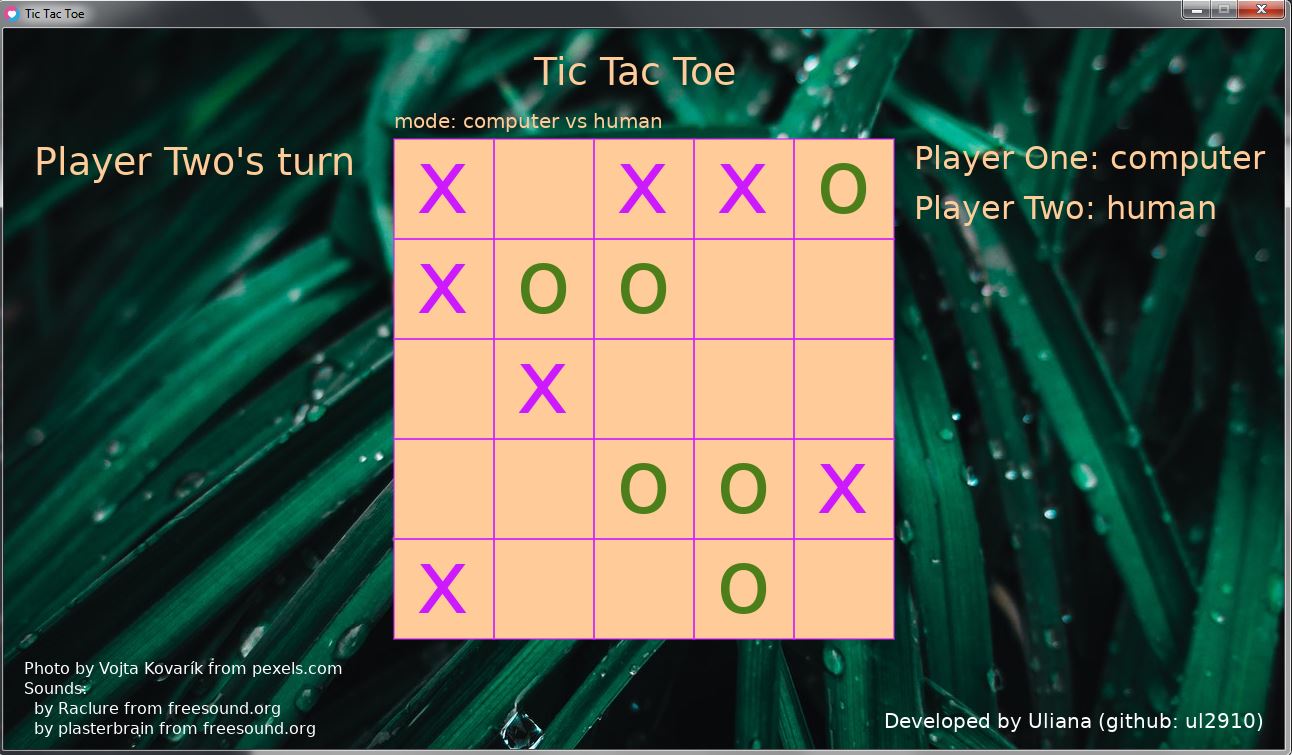 Tic Tac Toe
Tic Tac Toe
mode: computer vs human
Player Two's turn
Player One: computer
Player Two: human
X X X O
X O O
X
O O X
X O
Photo by Vojta Kovarík from pexels.com
Sounds:
by Raclure from freesound.org
by plasterbrain from freesound.org
Developed by Uliana (github: ul2910)